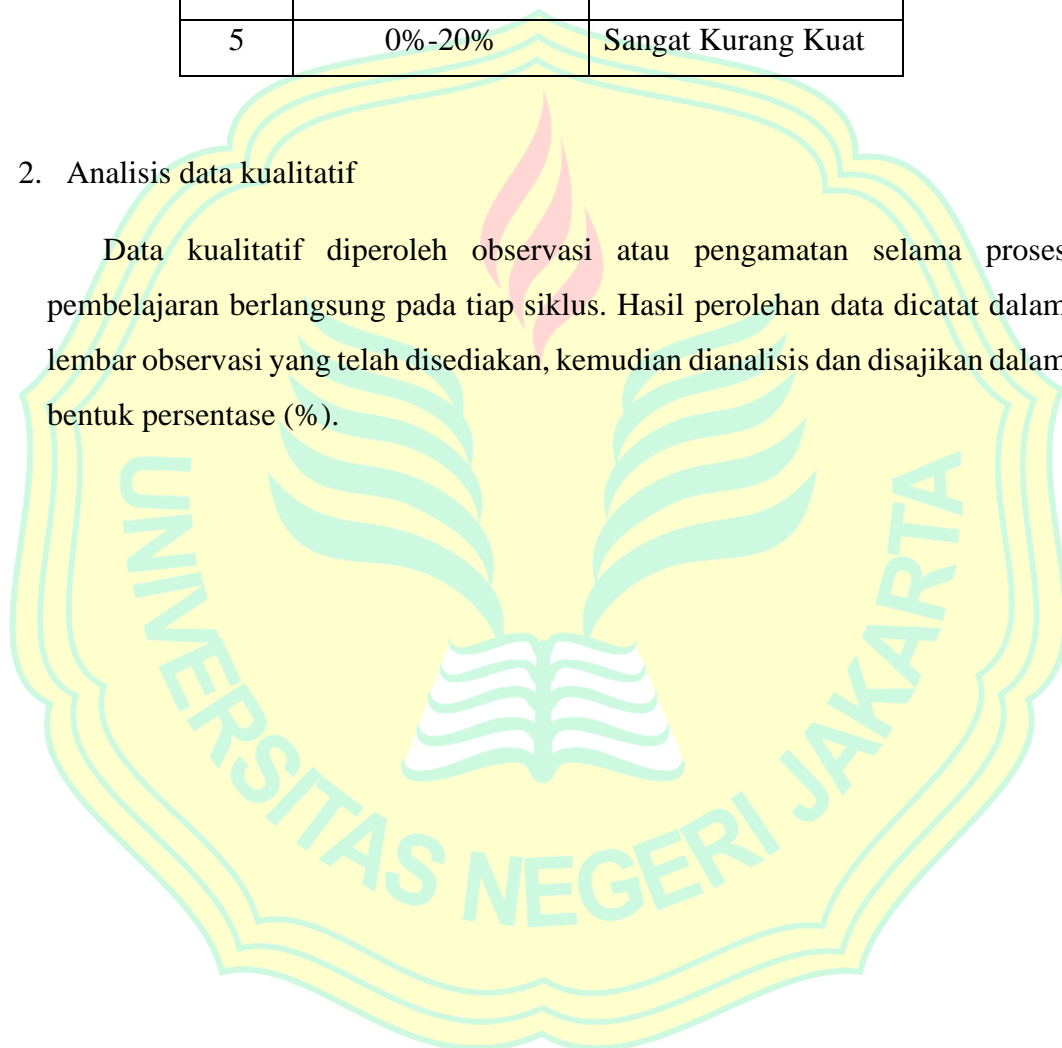 5 0%-20% Sangat Kurang Kuat
2. Analisis data kualitatif
Data kualitatif diperoleh observasi atau pengamatan selama proses
pembelajaran berlangsung pada tiap siklus. Hasil perolehan data dicatat dalam
lembar observasi yang telah disediakan, kemudian dianalisis dan disajikan dalam
bentuk persentase (%).
UNIVERSITAS NEGERI JAKARTA